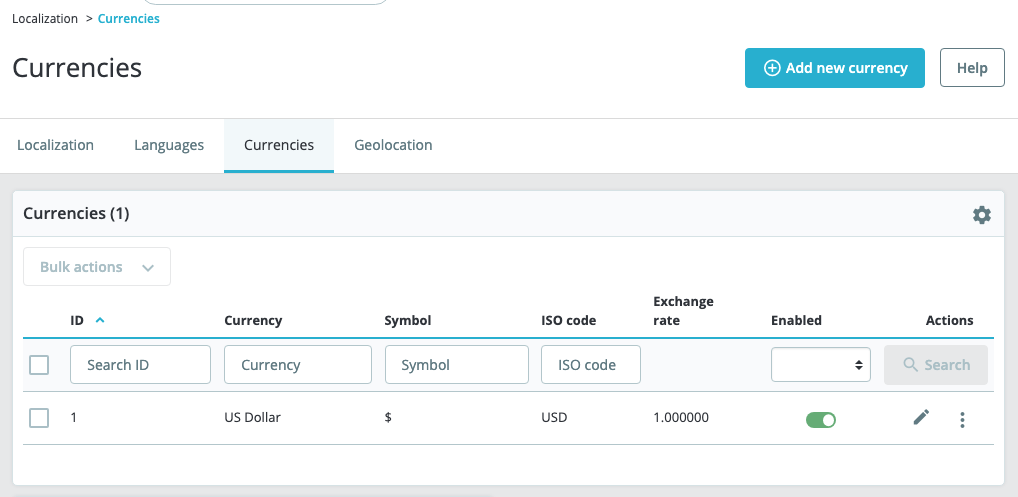 Localization > Currencies
Currencies
Add new currency
Help
Localization Languages Currencies Geolocation
Currencies (1)
Bulk actions
ID Currency Symbol ISO code Exchange rate Enabled Actions
Search ID Currency Symbol ISO code Search
1 US Dollar $ USD 1.000000